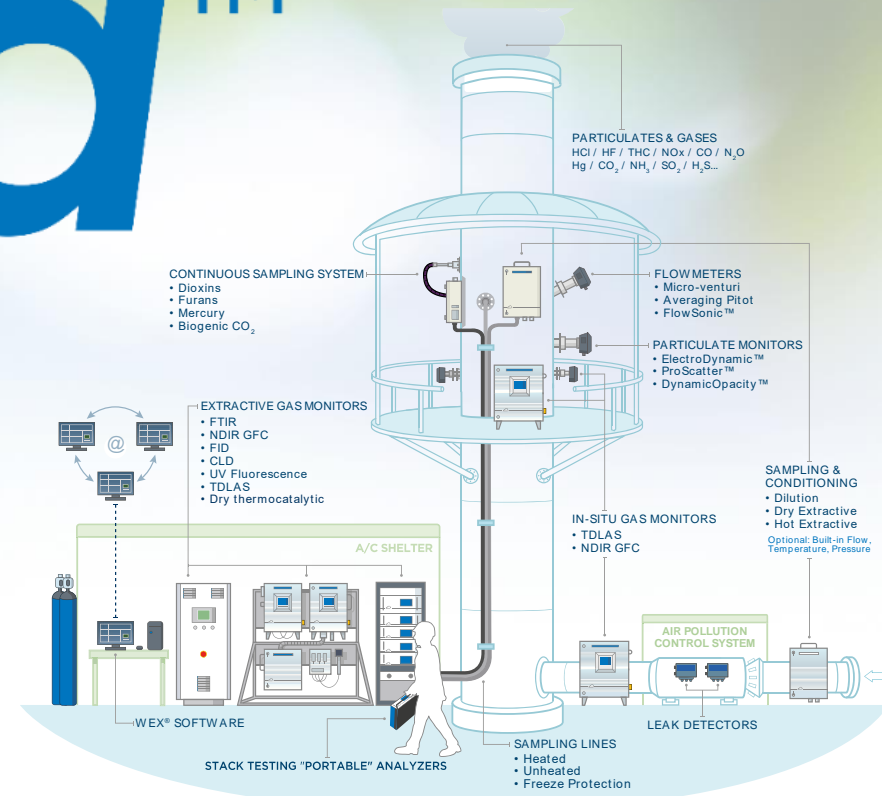 TM
PARTICULATES & GASES
HCl / HF / THC / NOx / CO / N₂O
Hg / CO₂ / NH₃ / SO₂ / H₂S...
CONTINUOUS SAMPLING SYSTEM
• Dioxins
• Furans
• Mercury
• Biogenic CO₂
FLOW METERS
• Micro-venturi
• Averaging Pitot
• FlowSonic™
PARTICULATE MONITORS
• ElectroDynamic™
• ProScatter™
• DynamicOpacity™
EXTRACTIVE GAS MONITORS
• FTIR
• NDIR GFC
• FID
• CLD
• UV Fluorescence
• TDLAS
• Dry thermocatalytic
@
SAMPLING &
CONDITIONING
• Dilution
• Dry Extractive
• Hot Extractive
Optional: Built-in Flow,
Temperature, Pressure
IN-SITU GAS MONITORS
• TDLAS
• NDIR GFC
A/C SHELTER
AIR POLLUTION
CONTROL SYSTEM
WEX® SOFTWARE
LEAK DETECTORS
STACK TESTING "PORTABLE" ANALYZERS
SAMPLING LINES
• Heated
• Unheated
• Freeze Protection